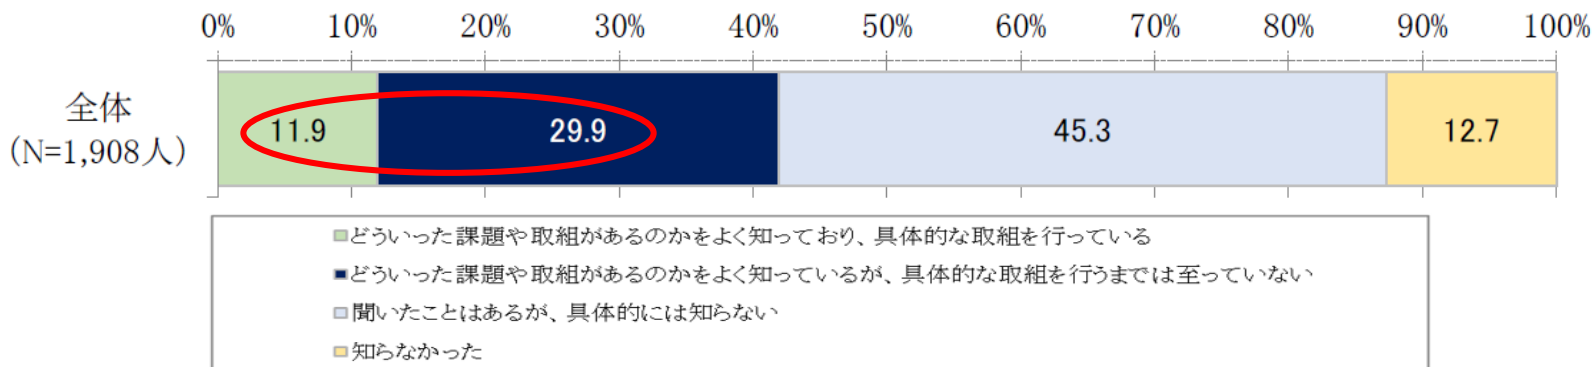 0% 10% 20% 30% 40% 50% 60% 70% 80% 90% 100%
全体
(N=1,908人)
11.9 29.9 45.3 12.7
どういった課題や取組があるのかをよく知っており、具体的な取組を行っている
どういった課題や取組があるのかをよく知っているが、具体的な取組を行うまでは至っていない
聞いたことはあるが、具体的には知らない
知らなかった